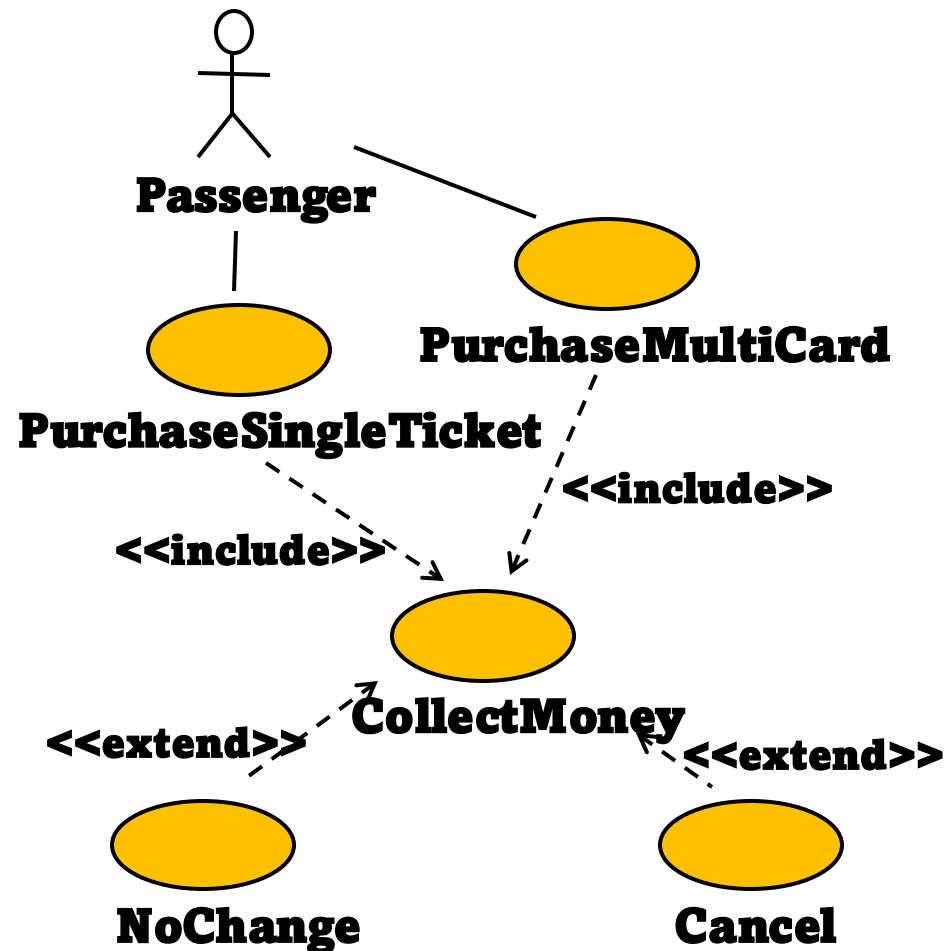 Passenger
PurchaseMultiCard
PurchaseSingleTicket
<<include>>
<<include>>
CollectMoney
<<extend>>
<<extend>>
NoChange
Cancel